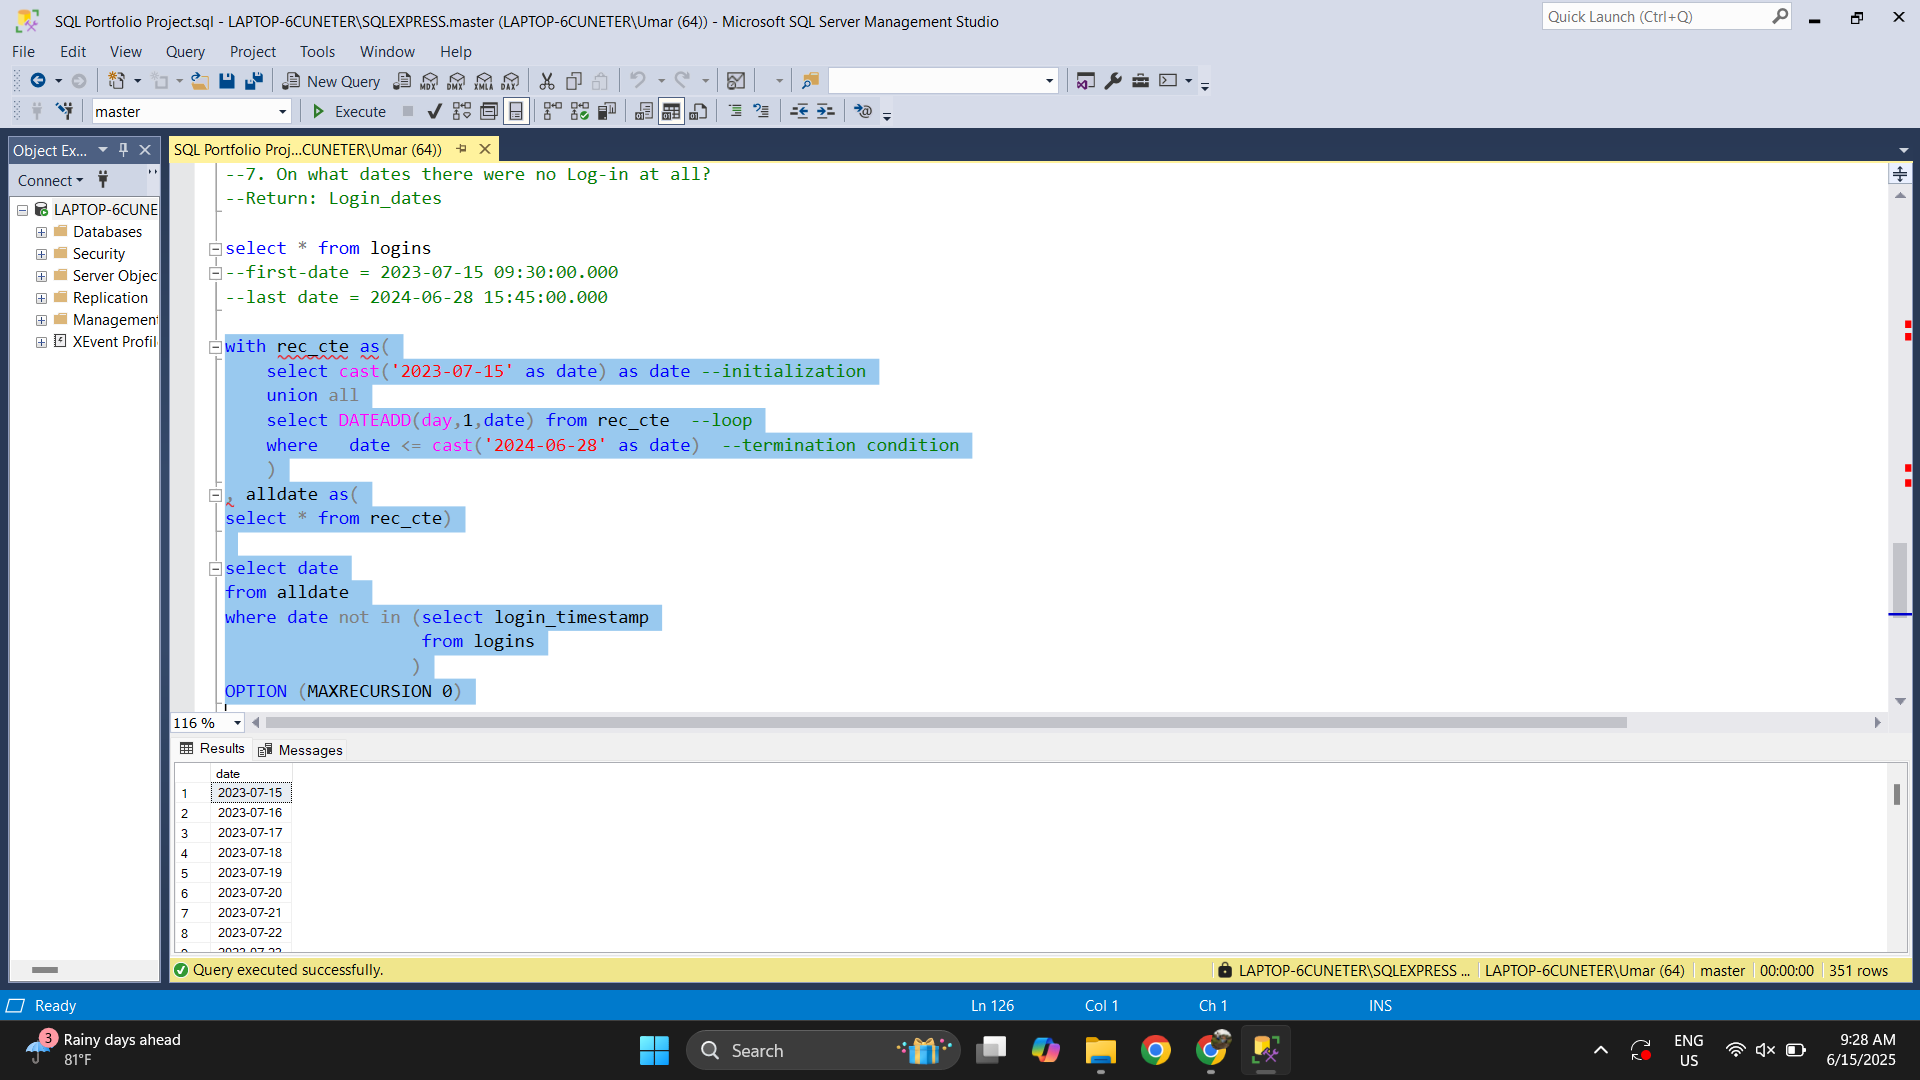 SQL Portfolio Project.sql - LAPTOP-6CUNETER\SQLEXPRESS.master (LAPTOP-6CUNETER\Umar (64)) - Microsoft SQL Server Management Studio
Quick Launch (Ctrl+Q)
File Edit View Query Project Tools Window Help
New Query MDX DMX XMLA DAX
master Execute
Object Ex...
SQL Portfolio Proj...CUNETER\Umar (64))
Connect
LAPTOP-6CUNE
Databases
Security
Server Objec
Replication
Management
XEvent Profil
--7. On what dates there were no Log-in at all?
--Return: Login_dates
select * from logins
--first-date = 2023-07-15 09:30:00.000
--last date = 2024-06-28 15:45:00.000
with rec_cte as(
select cast('2023-07-15' as date) as date --initialization
union all
select DATEADD(day,1,date) from rec_cte --loop
where date <= cast('2024-06-28' as date) --termination condition
)
, alldate as(
select * from rec_cte)
select date
from alldate
where date not in (select login_timestamp
from logins
)
OPTION (MAXRECURSION 0)
116 %
Results Messages
date
1 2023-07-15
2 2023-07-16
3 2023-07-17
4 2023-07-18
5 2023-07-19
6 2023-07-20
7 2023-07-21
8 2023-07-22
9 2023-07-23
Query executed successfully.
LAPTOP-6CUNETER\SQLEXPRESS ... LAPTOP-6CUNETER\Umar (64) master 00:00:00 351 rows
Ready Ln 126 Col 1 Ch 1 INS
3 Rainy days ahead
81°F
Search
ENG
US
9:28 AM
6/15/2025